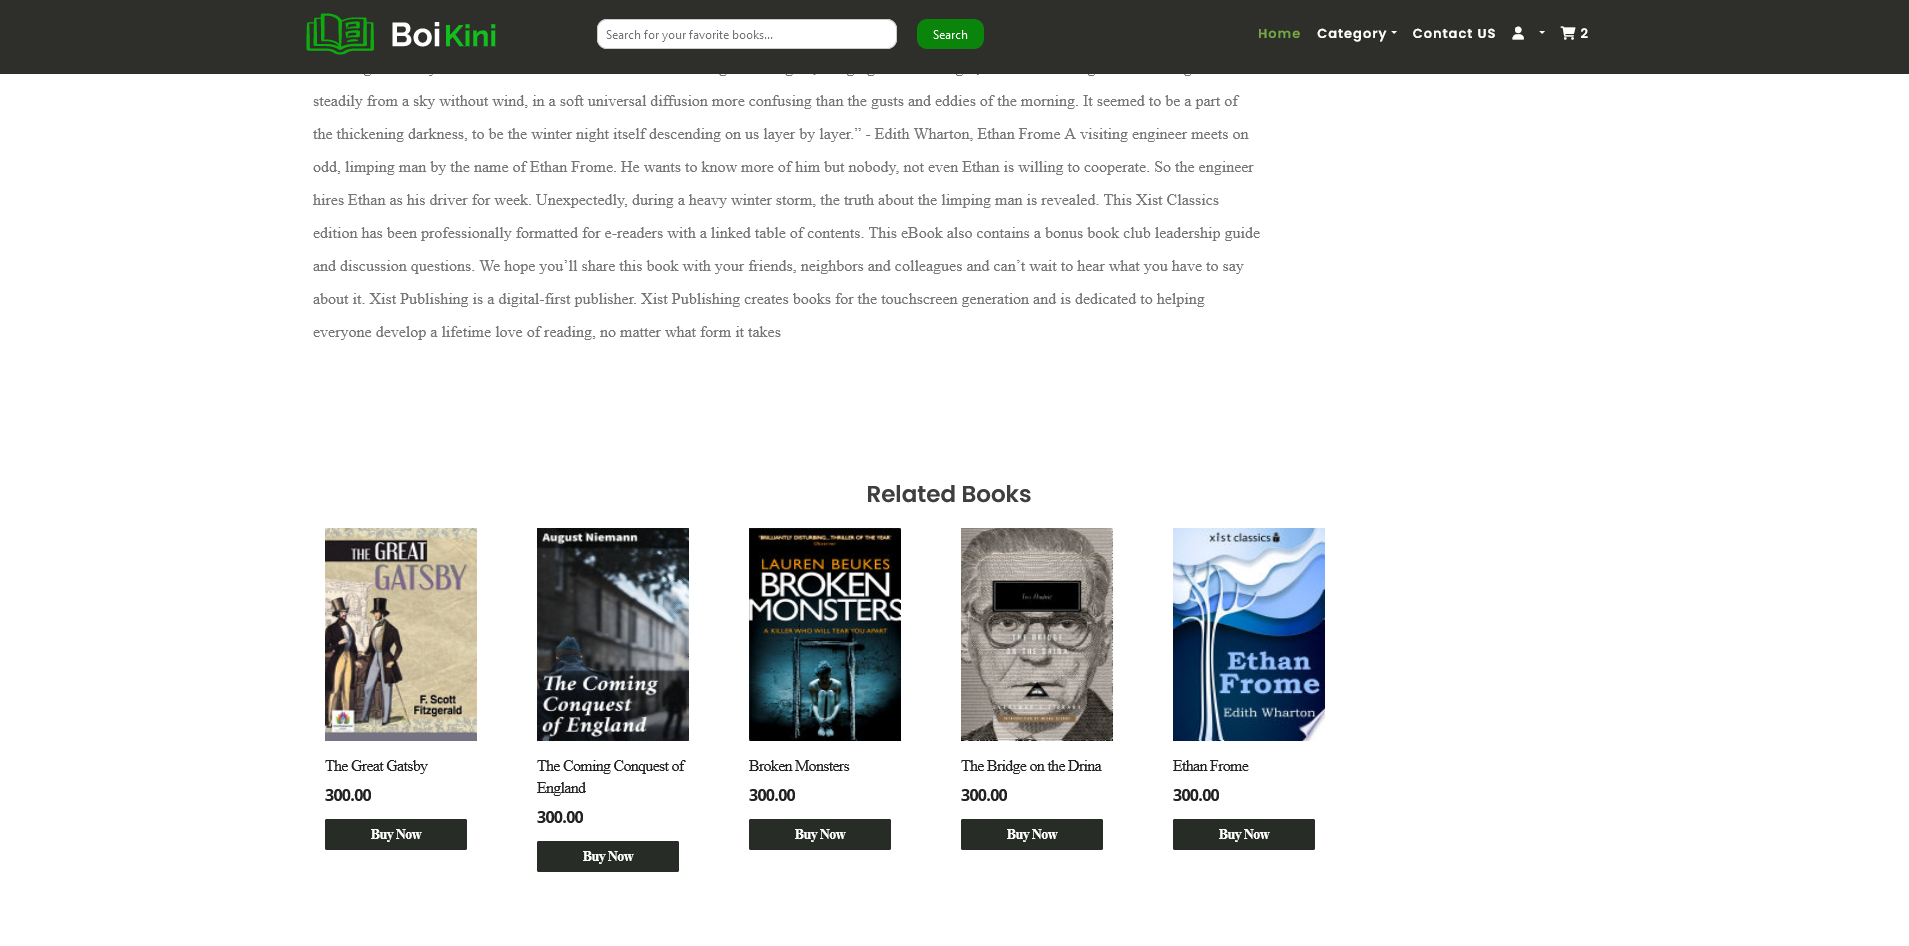 BoiKini
Search for your favorite books...
Search
Home
Category
Contact US
2
steadily from a sky without wind, in a soft universal diffusion more confusing than the gusts and eddies of the morning. It seemed to be a part of
the thickening darkness, to be the winter night itself descending on us layer by layer.” - Edith Wharton, Ethan Frome A visiting engineer meets on
odd, limping man by the name of Ethan Frome. He wants to know more of him but nobody, not even Ethan is willing to cooperate. So the engineer
hires Ethan as his driver for week. Unexpectedly, during a heavy winter storm, the truth about the limping man is revealed. This Xist Classics
edition has been professionally formatted for e-readers with a linked table of contents. This eBook also contains a bonus book club leadership guide
and discussion questions. We hope you’ll share this book with your friends, neighbors and colleagues and can’t wait to hear what you have to say
about it. Xist Publishing is a digital-first publisher. Xist Publishing creates books for the touchscreen generation and is dedicated to helping
everyone develop a lifetime love of reading, no matter what form it takes
Related Books
THE GREAT
GATSBY
F. Scott
Fitzgerald
The Great Gatsby
300.00
Buy Now
August Niemann
The Coming
Conquest
of England
The Coming Conquest of
England
300.00
Buy Now
'BRILLIANTLY DISTURBING...THRILLER OF THE YEAR'
Observer
LAUREN BEUKES
BROKEN
MONSTERS
A KILLER WHO WILL TEAR YOU APART
Broken Monsters
300.00
Buy Now
THE BRIDGE
ON THE DRINA
The Bridge on the Drina
300.00
Buy Now
xist classics
Ethan
Frome
Edith Wharton
Ethan Frome
300.00
Buy Now